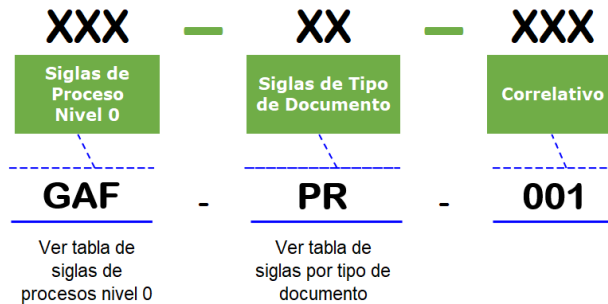 XXX — XX — XXX
Siglas de
Proceso
Nivel 0
Siglas de Tipo
de Documento
Correlativo
GAF - PR - 001
Ver tabla de
siglas de
procesos nivel 0
Ver tabla de
siglas por tipo de
documento